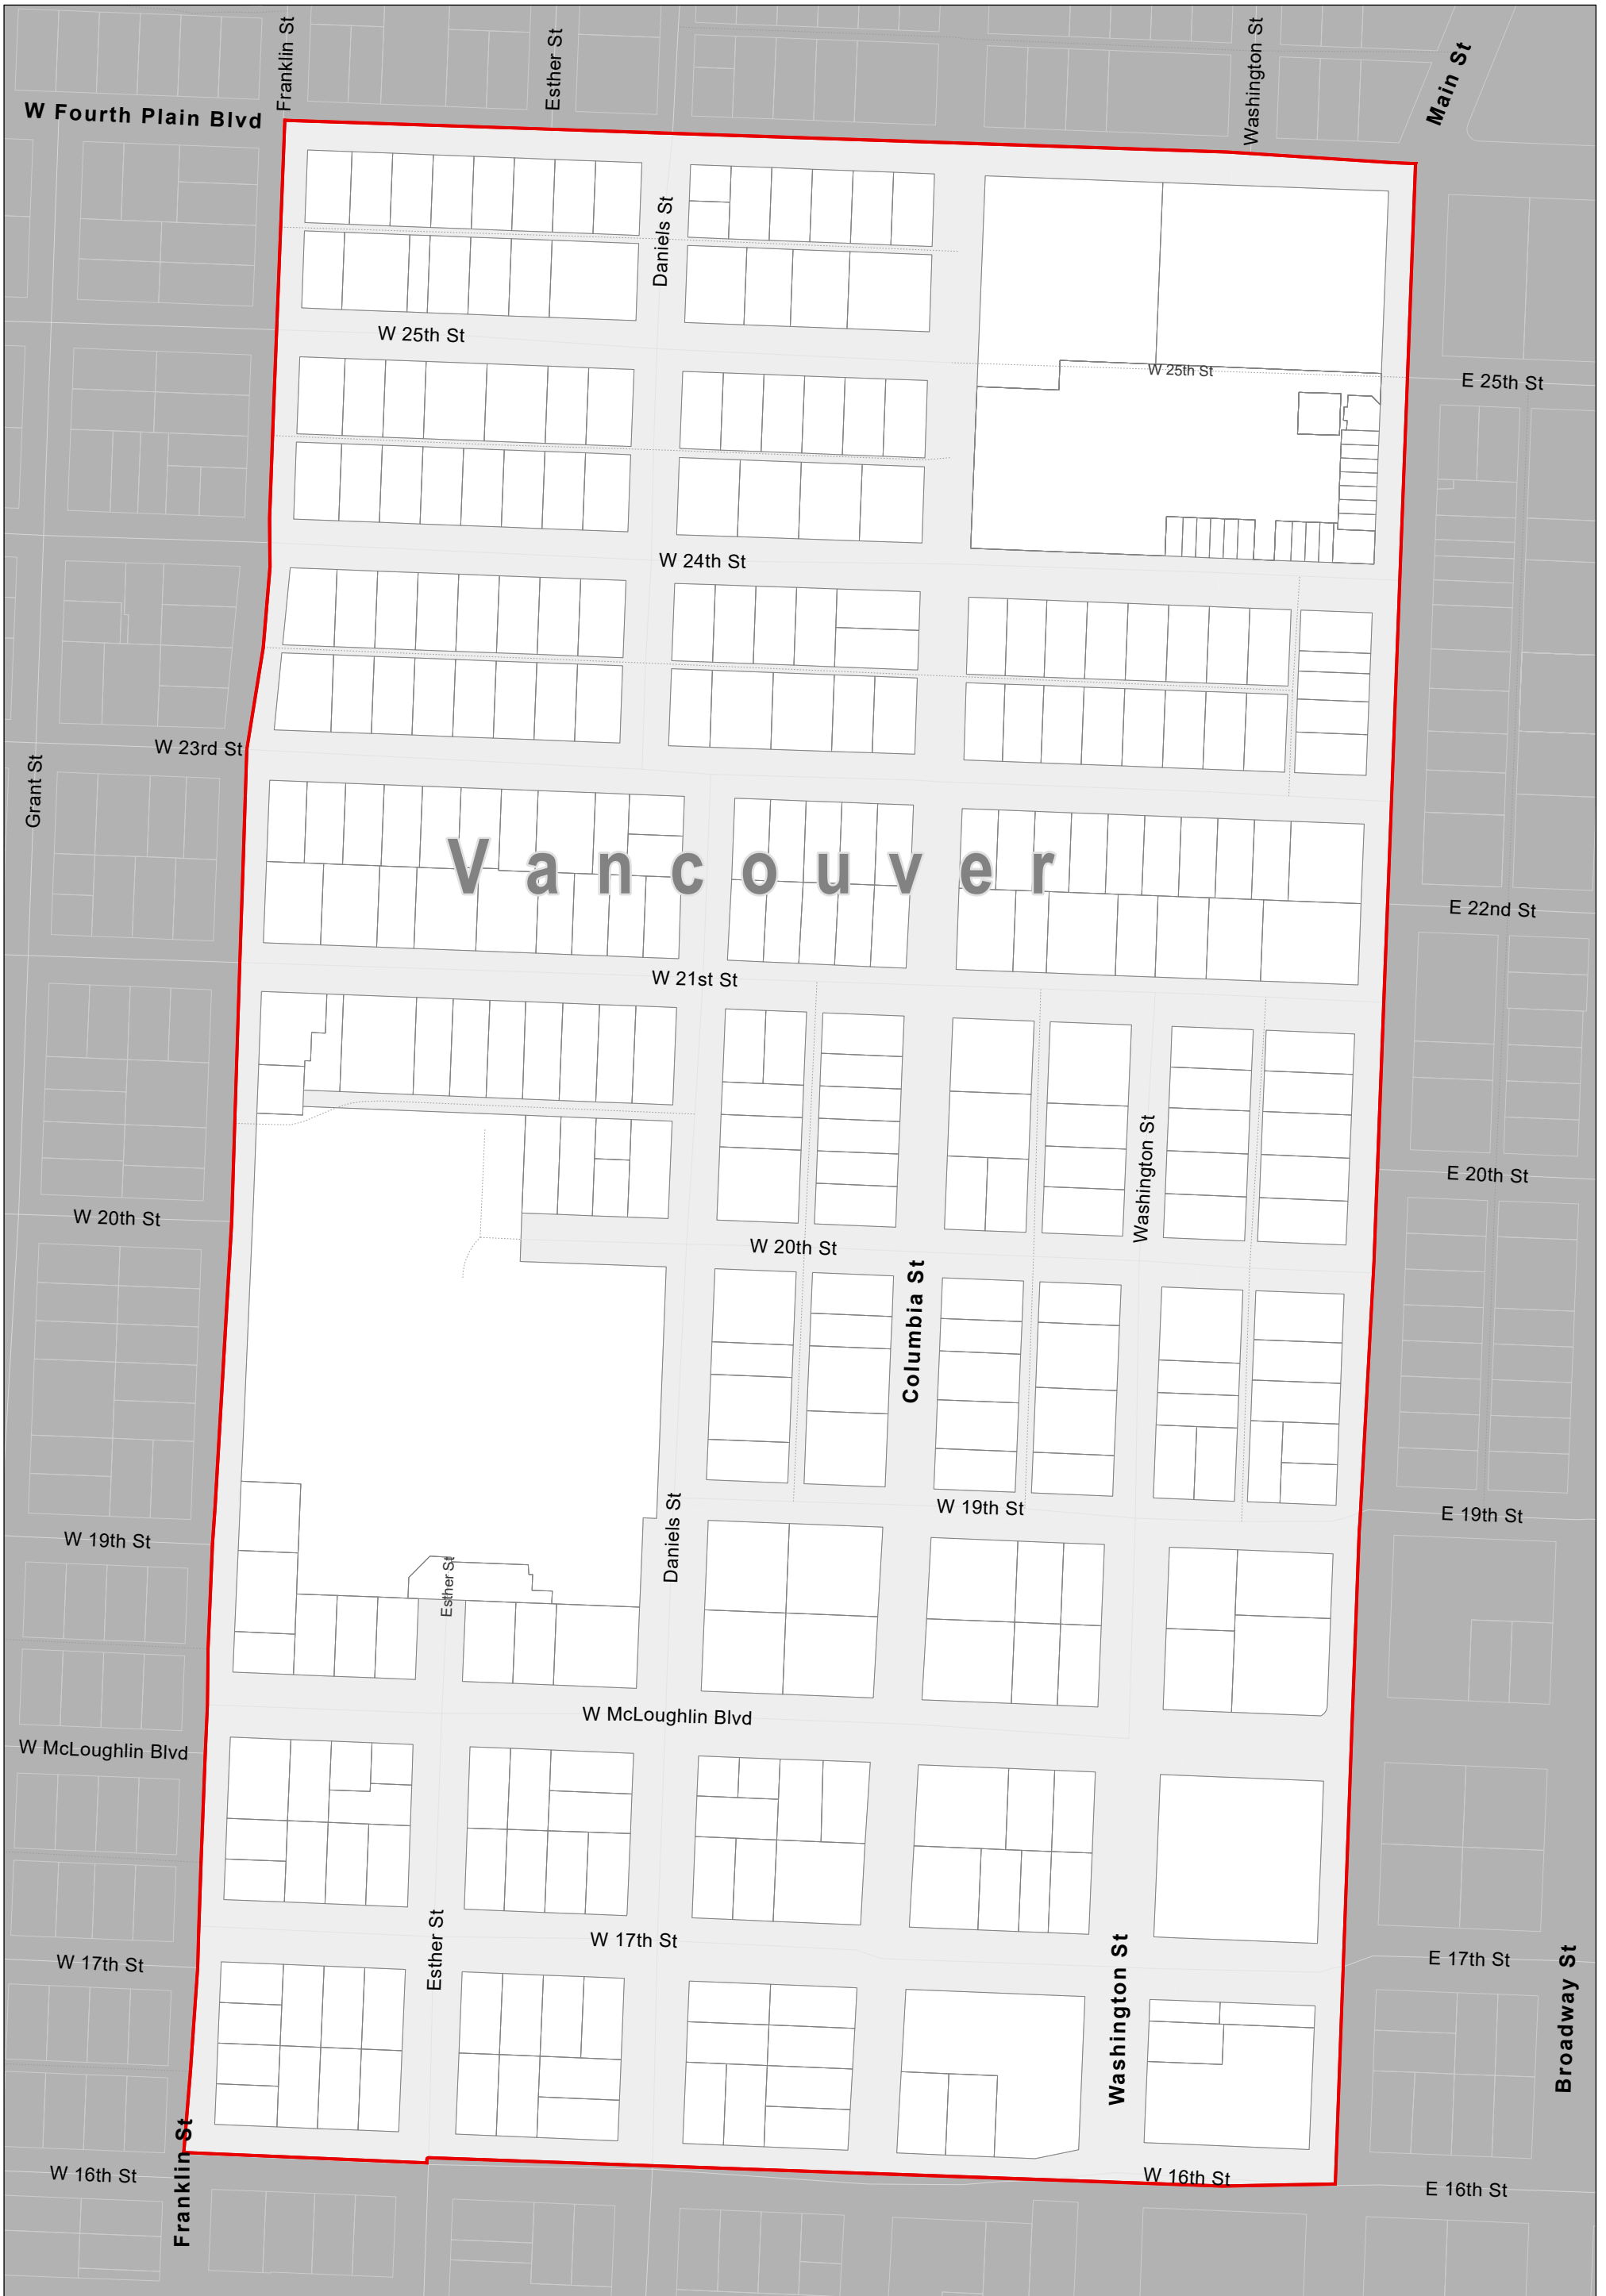 Franklin St
Esther St
Washington St
Main St
W Fourth Plain Blvd
Daniels St
W 25th St
W 25th St
E 25th St
W 24th St
W 23rd St
Grant St
Vancouver
E 22nd St
W 21st St
Washington St
E 20th St
W 20th St
W 20th St
Columbia St
W 19th St
E 19th St
W 19th St
Daniels St
Esther St
W McLoughlin Blvd
W McLoughlin Blvd
Esther St
W 17th St
W 17th St
E 17th St
Washington St
Broadway St
Franklin St
W 16th St
W 16th St
E 16th St